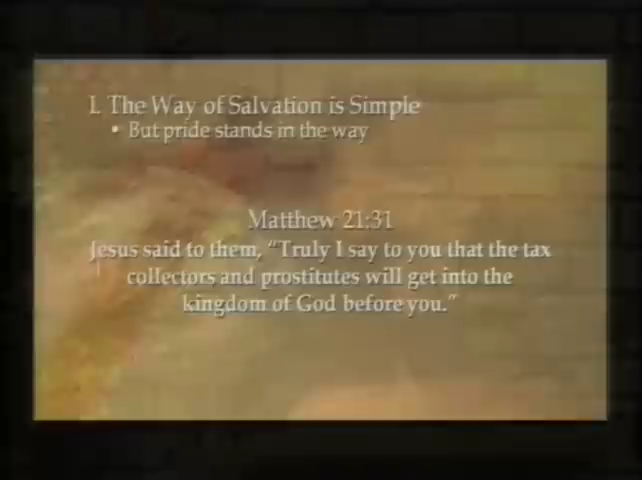 I. The Way of Salvation is Simple
• But pride stands in the way
Matthew 21:31
Jesus said to them, “Truly I say to you that the tax
collectors and prostitutes will get into the
kingdom of God before you.”